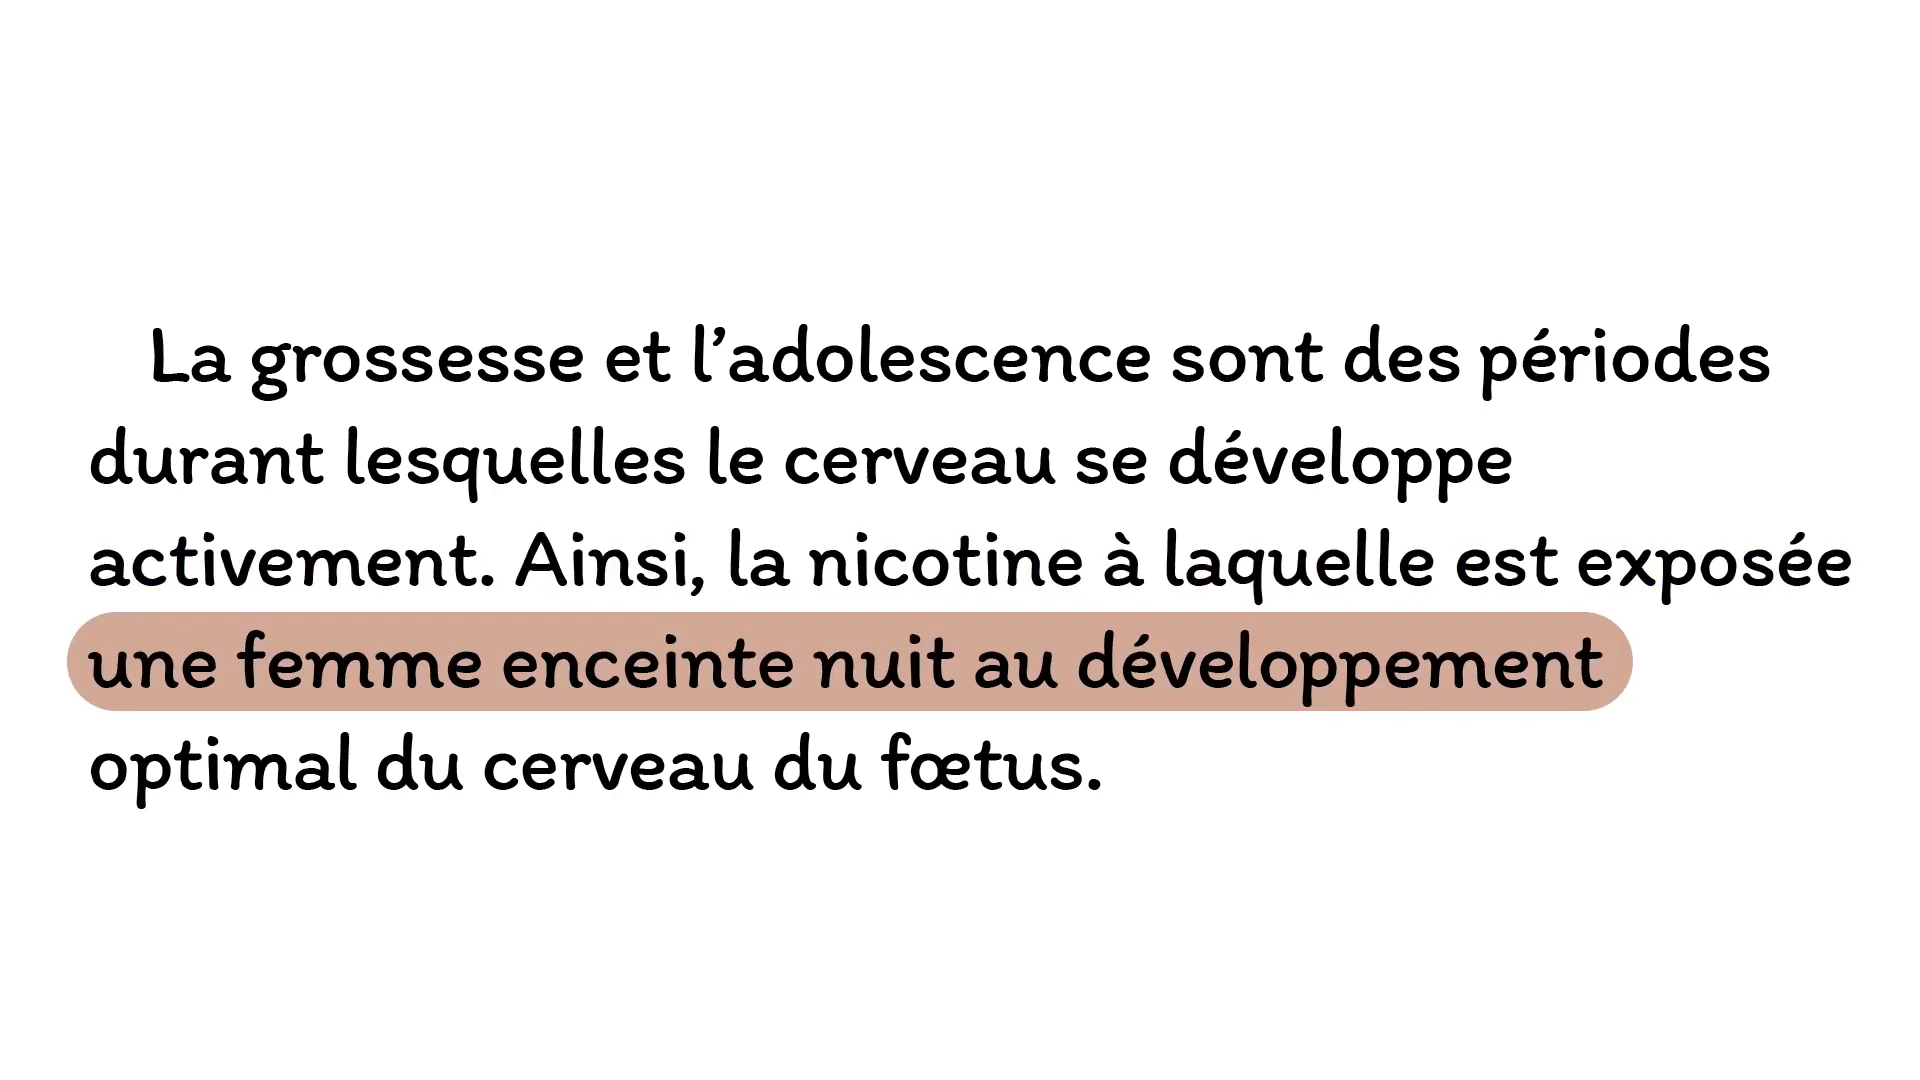 La grossesse et l’adolescence sont des périodes
durant lesquelles le cerveau se développe
activement. Ainsi, la nicotine à laquelle est exposée
une femme enceinte nuit au développement
optimal du cerveau du fœtus.